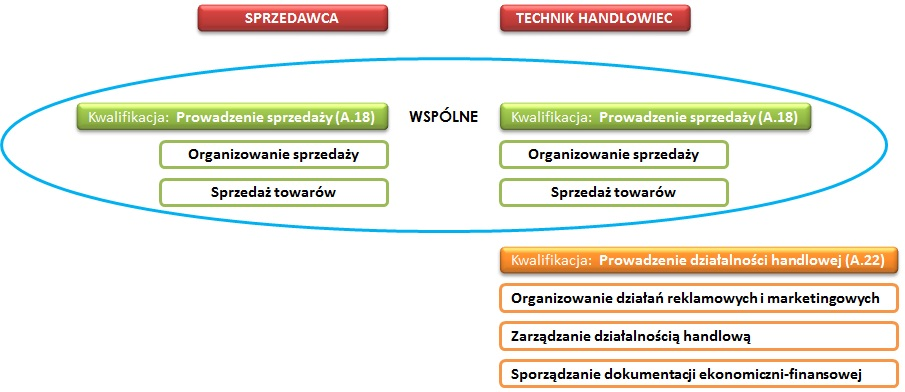 SPRZEDAWCA
TECHNIK HANDLOWIEC
Kwalifikacja: Prowadzenie sprzedaży (A.18)
WSPÓLNE
Kwalifikacja: Prowadzenie sprzedaży (A.18)
Organizowanie sprzedaży
Organizowanie sprzedaży
Sprzedaż towarów
Sprzedaż towarów
Kwalifikacja: Prowadzenie działalności handlowej (A.22)
Organizowanie działań reklamowych i marketingowych
Zarządzanie działalnością handlową
Sporządzanie dokumentacji ekonomiczni-finansowej